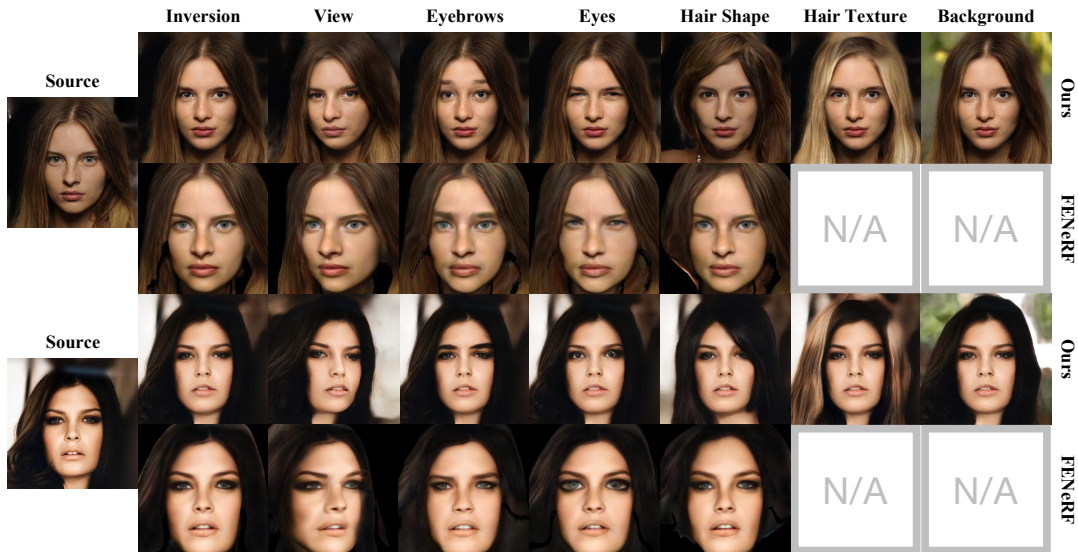 Inversion View Eyebrows Eyes Hair Shape Hair Texture Background
Source
Ours
N/A N/A
FENeRF
Source
Ours
N/A N/A
FENeRF